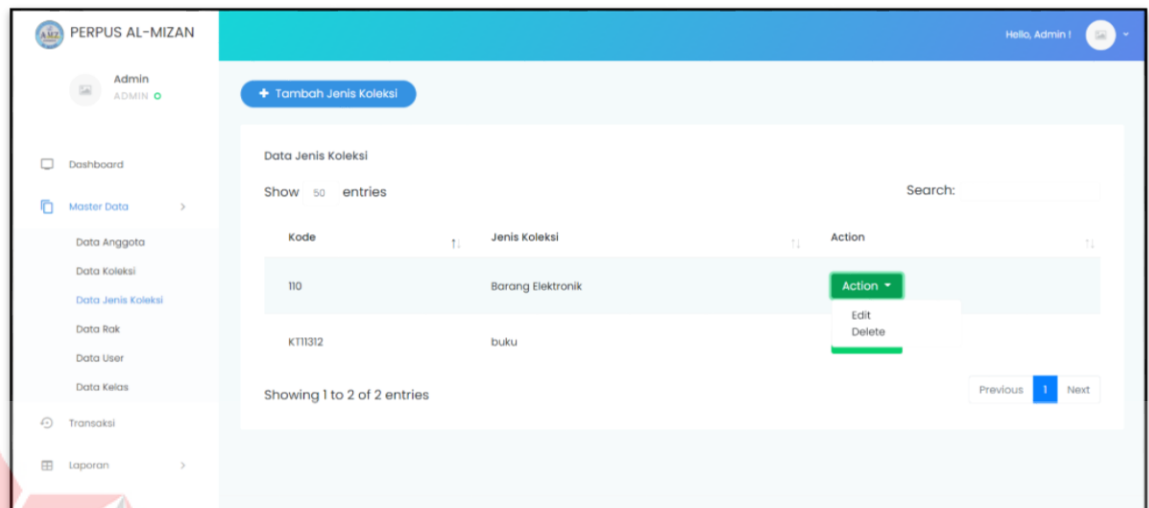 AMZ
PERPUS AL-MIZAN
Hello, Admin !
Admin
ADMIN
+ Tambah Jenis Koleksi
Dashboard
Master Data
Data Anggota
Data Koleksi
Data Jenis Koleksi
Data Rak
Data User
Data Kelas
Transaksi
Laporan
Data Jenis Koleksi
Show 50 entries
Search:
Kode Jenis Koleksi Action
110 Barang Elektronik Action
Edit
Delete
KT11312 buku
Showing 1 to 2 of 2 entries
Previous 1 Next